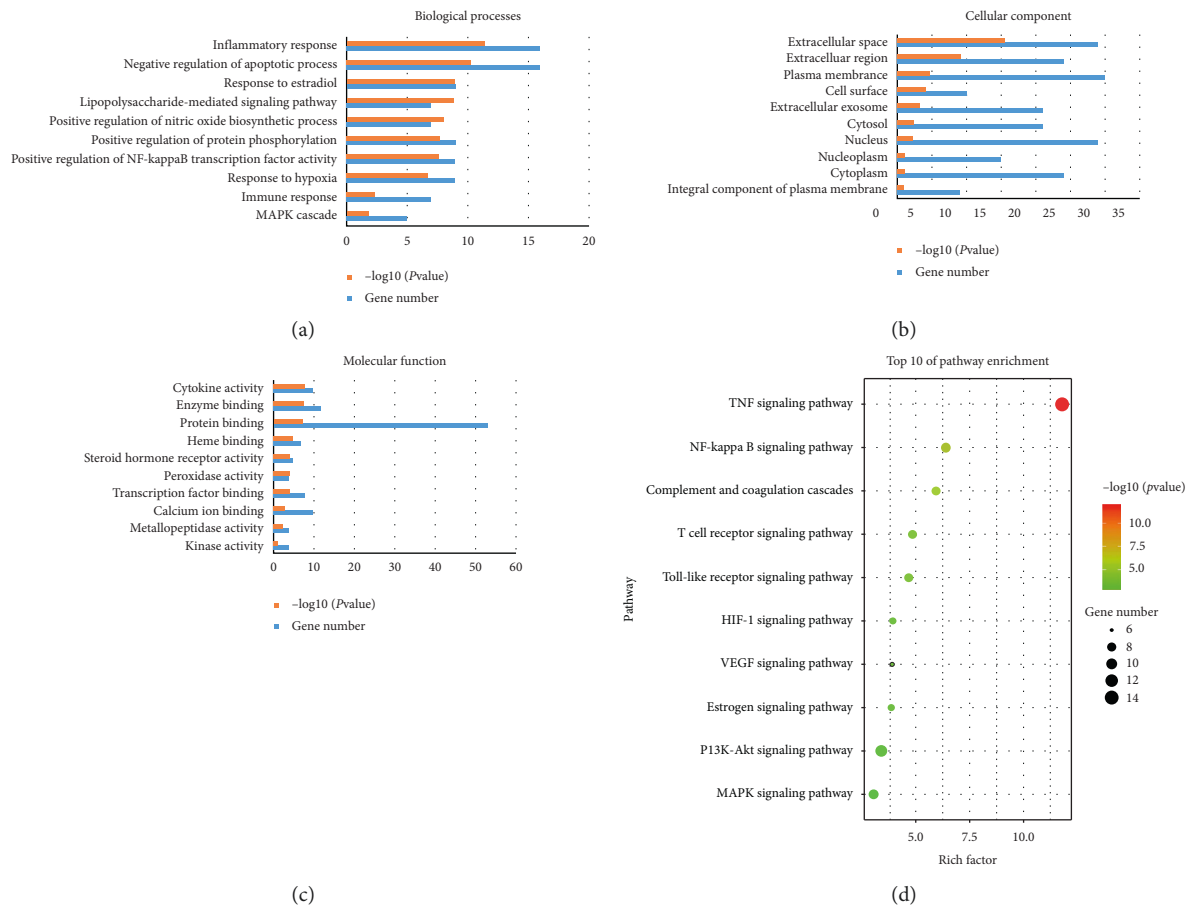 Biological processes
Inflammatory response
Negative regulation of apoptotic process
Response to estradiol
Lipopolysaccharide-mediated signaling pathway
Positive regulation of nitric oxide biosynthetic process
Positive regulation of protein phosphorylation
Positive regulation of NF-kappaB transcription factor activity
Response to hypoxia
Immune response
MAPK cascade
0 5 10 15 20
–log10 (Pvalue)
Gene number
(a)
Cellular component
Extracellular space
Extracelluar region
Plasma membrance
Cell surface
Extracellular exosome
Cytosol
Nucleus
Nucleoplasm
Cytoplasm
Integral component of plasma membrane
0 5 10 15 20 25 30 35
–log10 (Pvalue)
Gene number
(b)
Molecular function
Cytokine activity
Enzyme binding
Protein binding
Heme binding
Steroid hormone receptor activity
Peroxidase activity
Transcription factor binding
Calcium ion binding
Metallopeptidase activity
Kinase activity
0 10 20 30 40 50 60
–log10 (Pvalue)
Gene number
(c)
Top 10 of pathway enrichment
Pathway
TNF signaling pathway
NF-kappa B signaling pathway
Complement and coagulation cascades
T cell receptor signaling pathway
Toll-like receptor signaling pathway
HIF-1 signaling pathway
VEGF signaling pathway
Estrogen signaling pathway
P13K-Akt signaling pathway
MAPK signaling pathway
5.0 7.5 10.0
Rich factor
–log10 (pvalue)
10.0
7.5
5.0
Gene number
6
8
10
12
14
(d)